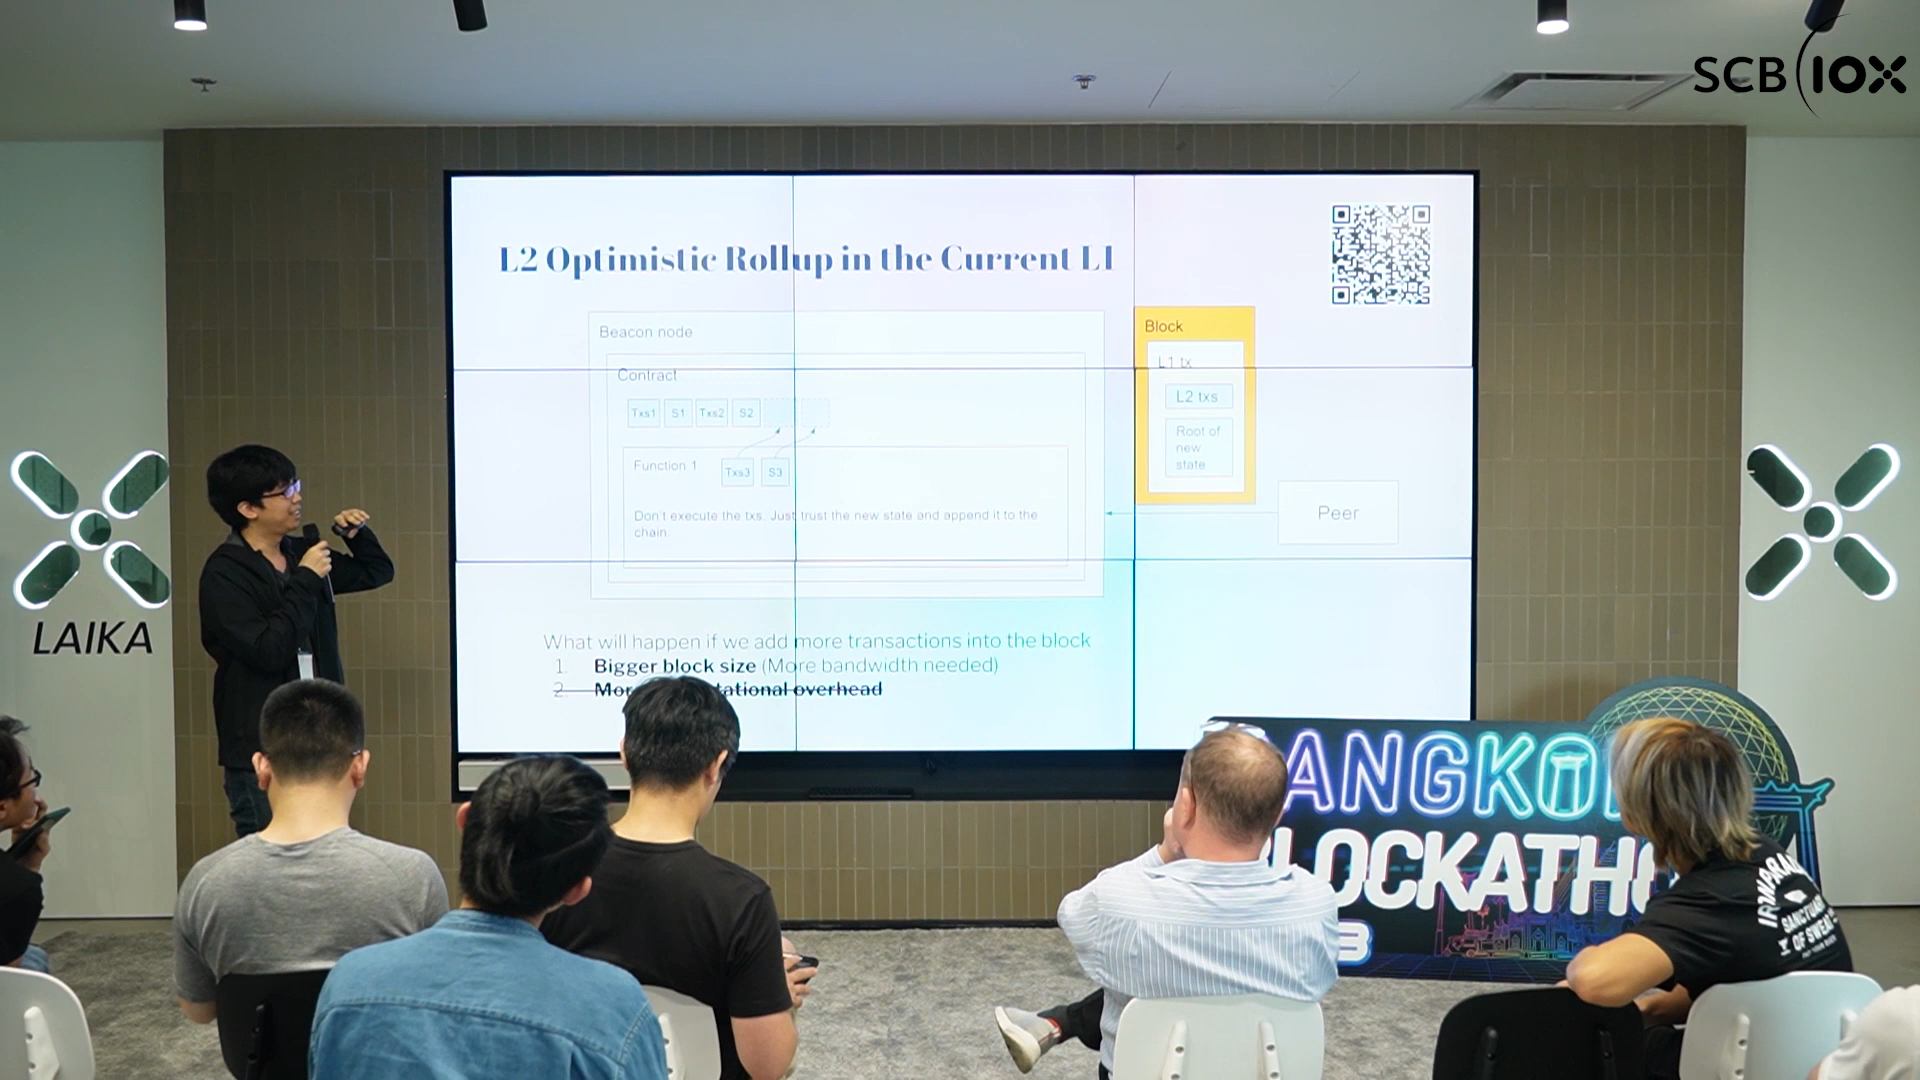 SCB 10X
L2 Optimistic Rollup in the Current L1
Beacon node
Contract
Txs1 S1 Txs2 S2
Function 1
Txs3 S3
Don't execute the txs. Just trust the new state and append it to the
chain.
Block
L1 tx
L2 txs
Root of
new
state
Peer
What will happen if we add more transactions into the block
1. Bigger block size (More bandwidth needed)
2. overhead
LAIKA
SANCTUARY
OF SWEAT